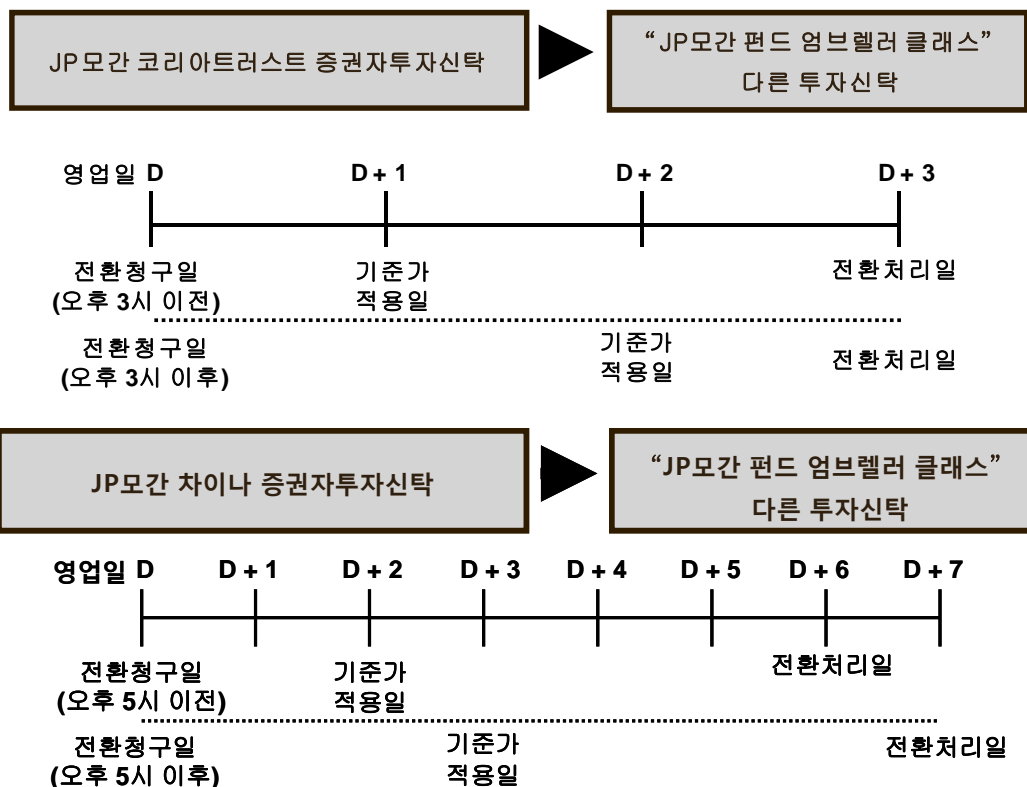 JP모간 코리아트러스트 증권자투자신탁
“JP모간 펀드 엄브렐러 클래스”
다른 투자신탁
영업일 D D + 1 D + 2 D + 3
전환청구일
(오후 3시 이전)
기준가
적용일
전환처리일
전환청구일
(오후 3시 이후)
기준가
적용일
전환처리일
JP모간 차이나 증권자투자신탁
“JP모간 펀드 엄브렐러 클래스”
다른 투자신탁
영업일 D D + 1 D + 2 D + 3 D + 4 D + 5 D + 6 D + 7
전환청구일
(오후 5시 이전)
기준가
적용일
전환처리일
전환청구일
(오후 5시 이후)
기준가
적용일
전환처리일